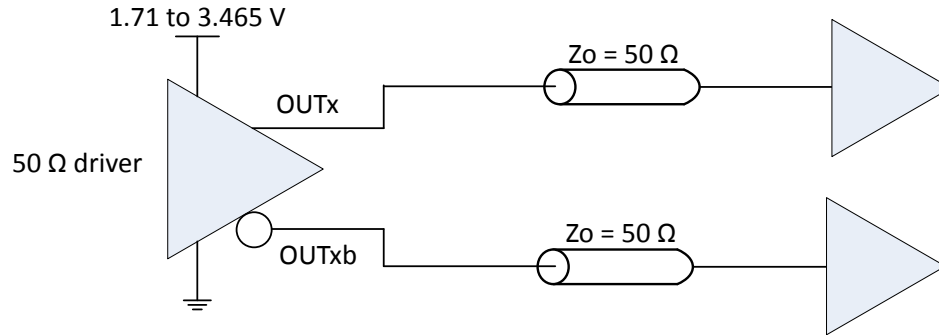 1.71 to 3.465 V
Zo = 50 Ω
OUTx
50 Ω driver
Zo = 50 Ω
OUTxb